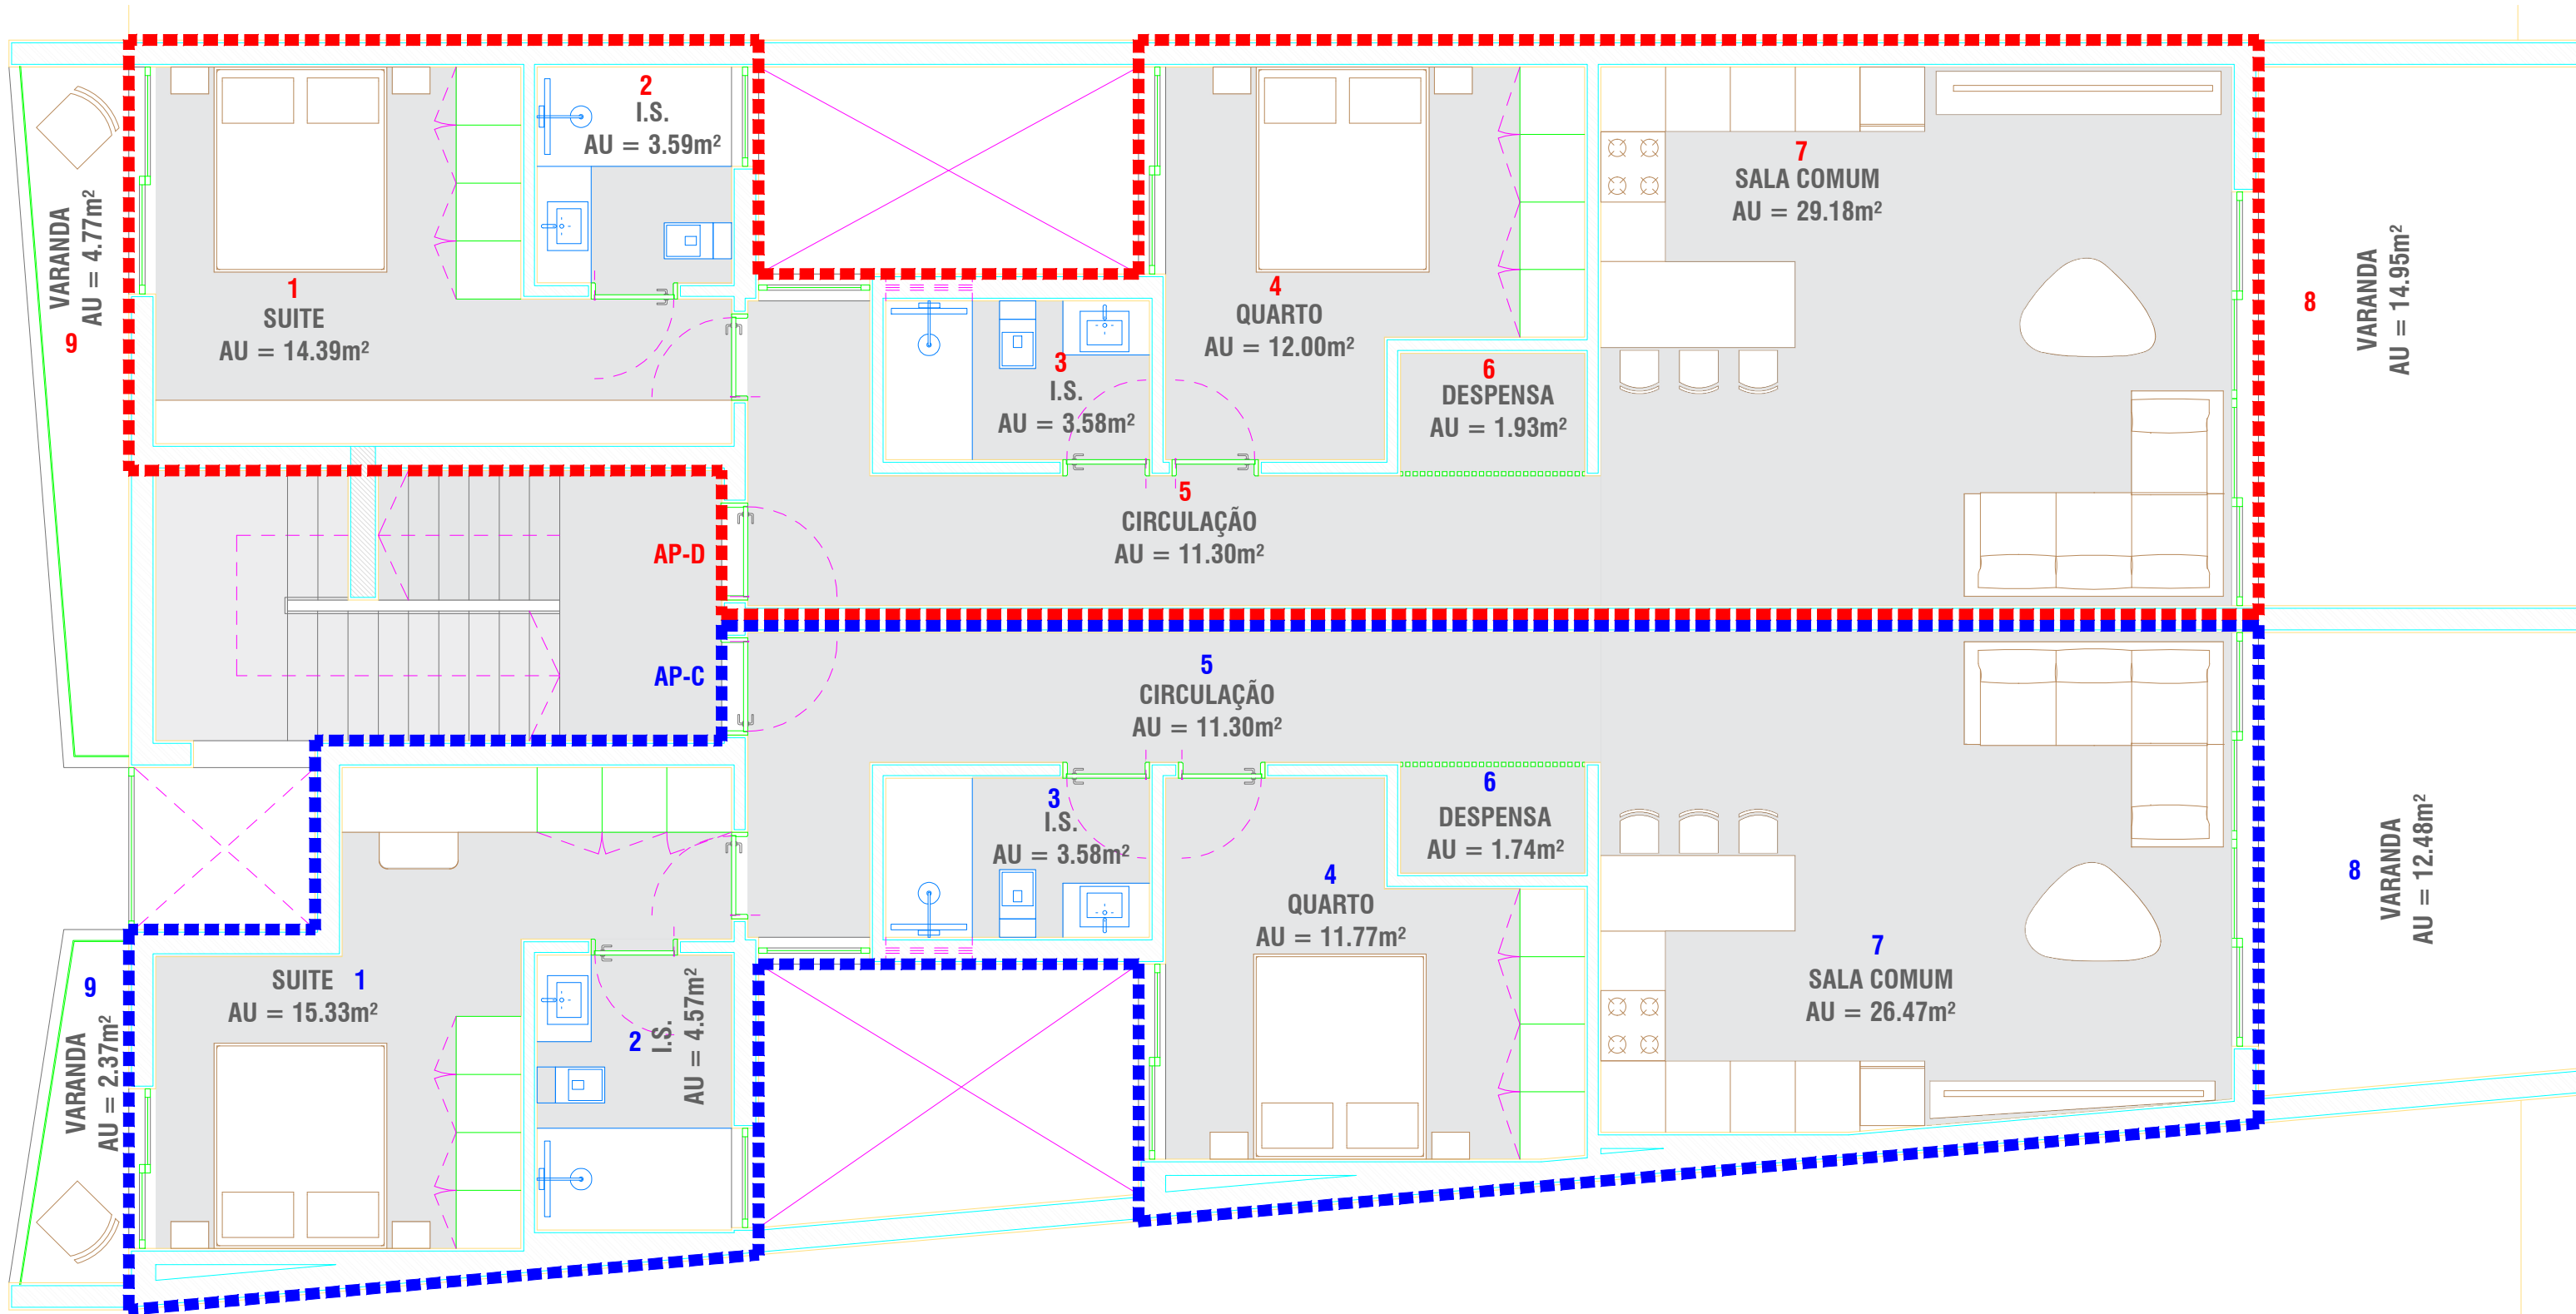 2
I.S.
AU = 3.59m²
1
SUITE
AU = 14.39m²
9
VARANDA
AU = 4.77m²
3
I.S.
AU = 3.58m²
4
QUARTO
AU = 12.00m²
6
DESPENSA
AU = 1.93m²
7
SALA COMUM
AU = 29.18m²
8
VARANDA
AU = 14.95m²
5
CIRCULAÇÃO
AU = 11.30m²
AP-D
AP-C
5
CIRCULAÇÃO
AU = 11.30m²
3
I.S.
AU = 3.58m²
6
DESPENSA
AU = 1.74m²
4
QUARTO
AU = 11.77m²
7
SALA COMUM
AU = 26.47m²
8
VARANDA
AU = 12.48m²
SUITE 1
AU = 15.33m²
2
I.S.
AU = 4.57m²
9
VARANDA
AU = 2.37m²